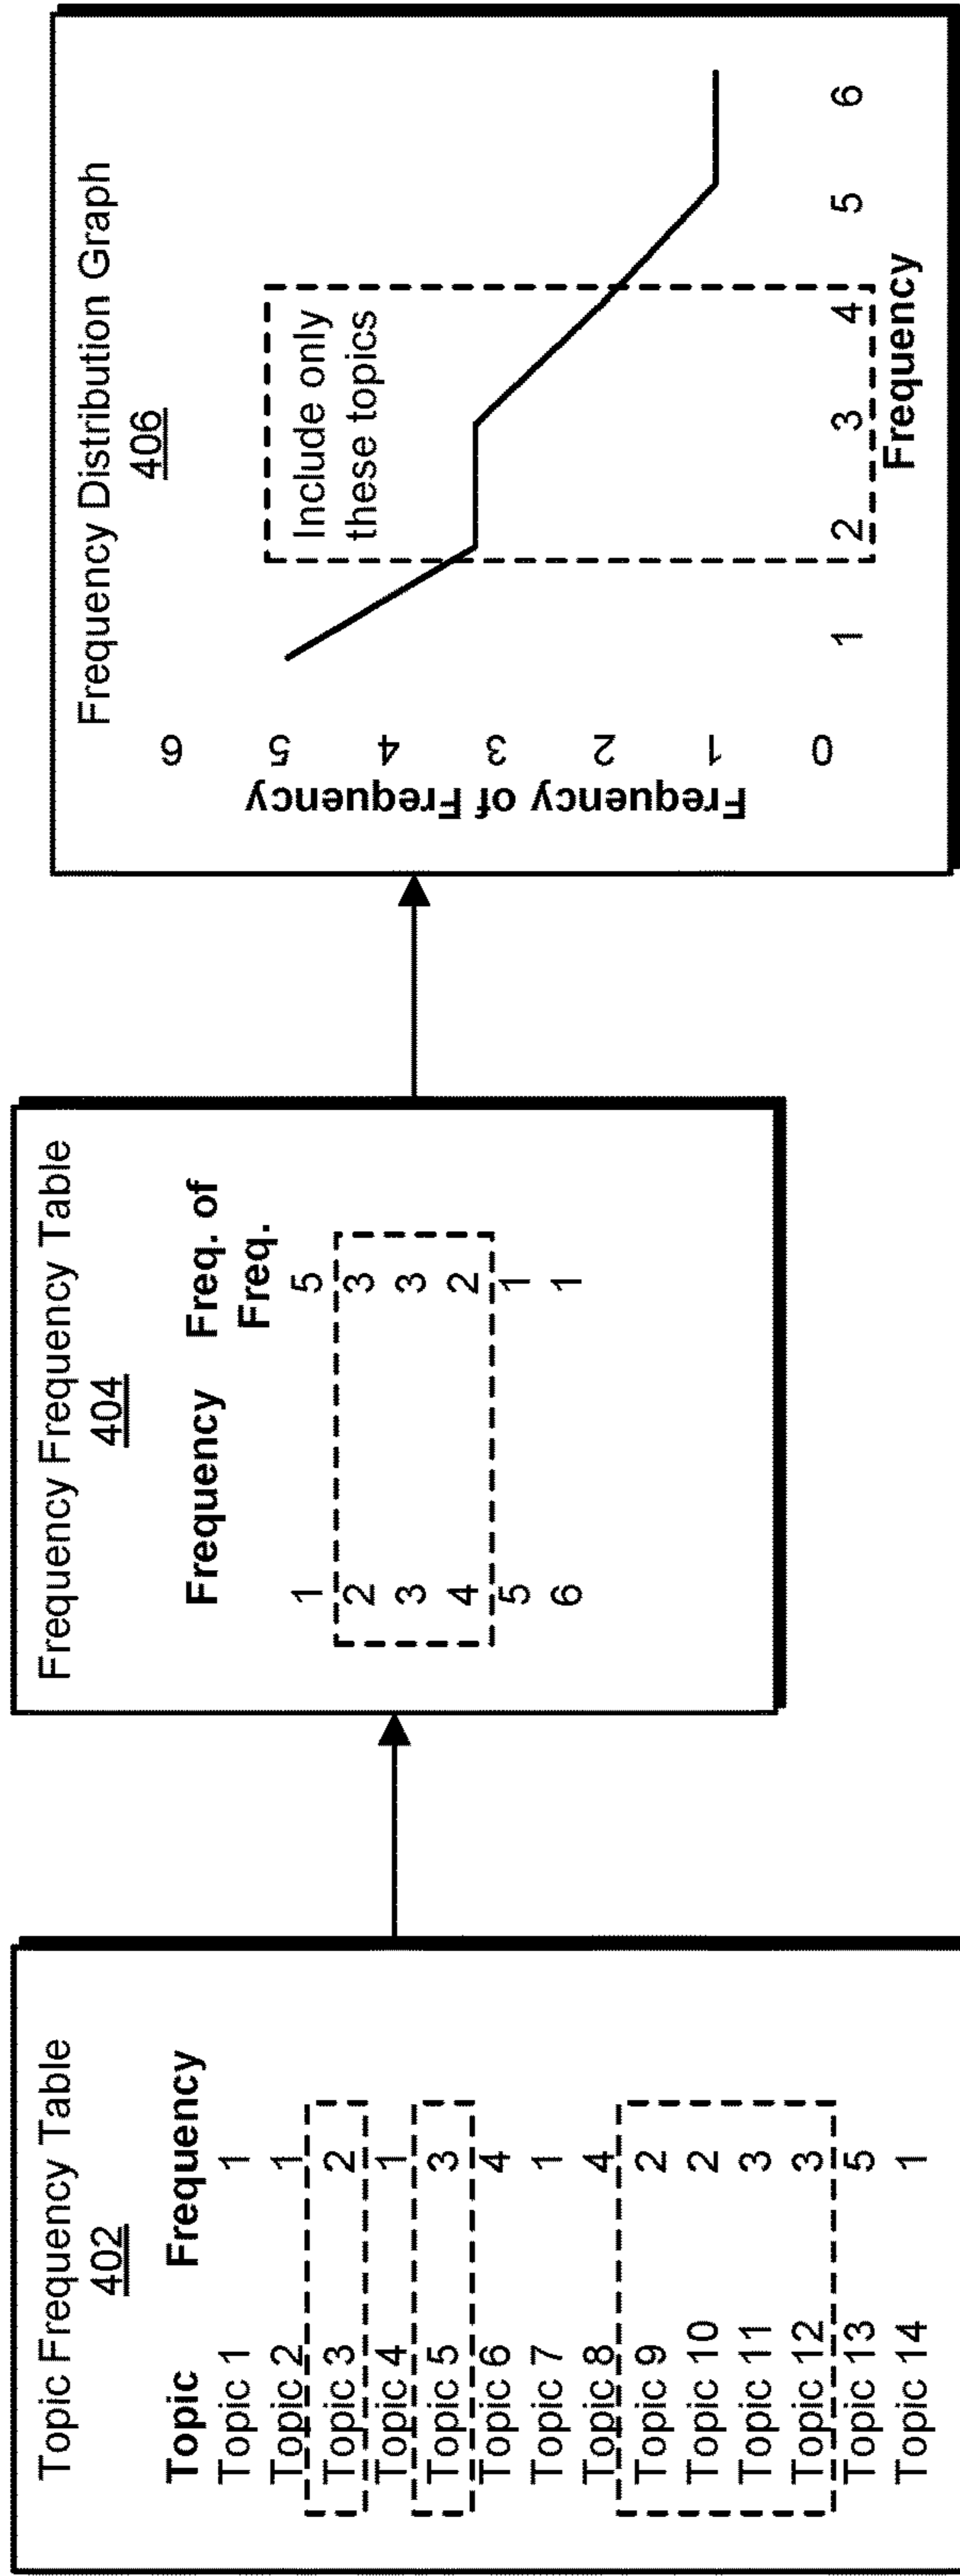 Topic Frequency Table
402
Topic Frequency
Topic 1 1
Topic 2 1
Topic 3 2
Topic 4 1
Topic 5 3
Topic 6 4
Topic 7 1
Topic 8 4
Topic 9 2
Topic 10 2
Topic 11 3
Topic 12 3
Topic 13 5
Topic 14 1
Frequency Frequency Table
404
Frequency Freq. of
Freq.
1 5
2 3
3 3
4 2
5 1
6 1
Frequency Distribution Graph
406
Frequency of Frequency
6
5
4
3
2
1
0
Include only
these topics
1 2 3 4 5 6
Frequency